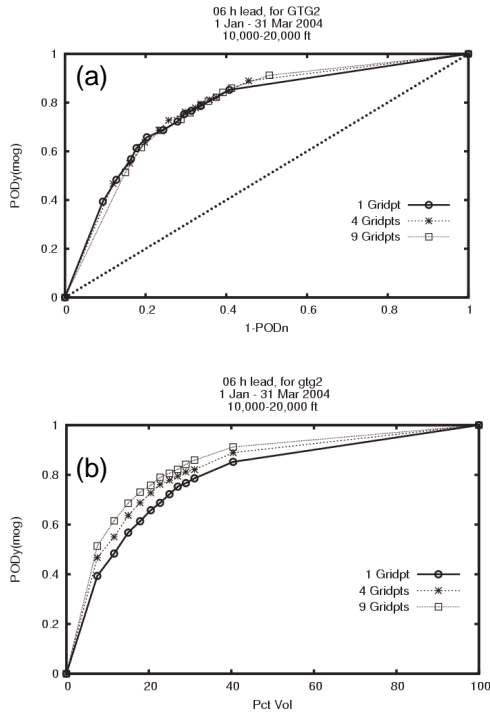 06 h lead, for GTG2
1 Jan - 31 Mar 2004
10,000-20,000 ft
(a)
PODy(mog)
1
0.8
0.6
0.4
0.2
0
1 Gridpt
4 Gridpts
9 Gridpts
0 0.2 0.4 0.6 0.8 1
1-PODn
06 h lead, for gtg2
1 Jan - 31 Mar 2004
10,000-20,000 ft
(b)
PODy(mog)
1
0.8
0.6
0.4
0.2
0
1 Gridpt
4 Gridpts
9 Gridpts
0 20 40 60 80 100
Pct Vol